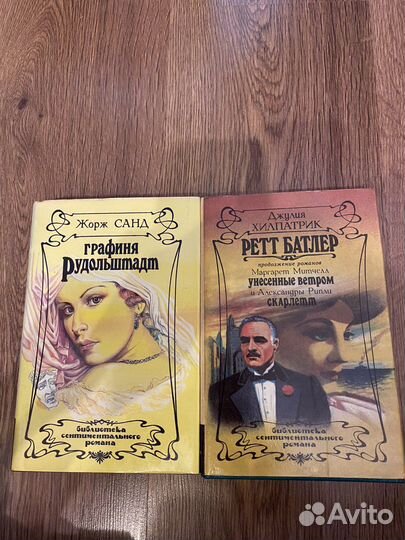 Жорж САНД
ГРАФИНЯ
РУДОЛЬШТАДТ
библиотека
сентиментального
романа
Джулия
ХИЛПАТРИК
РЕТТ БАТЛЕР
продолжение романов
Маргарет Митчелл
УНЕСЕННЫЕ ВЕТРОМ
и Александры Рипли
СКАРЛЕТТ
библиотека
сентиментального
романа
Avito